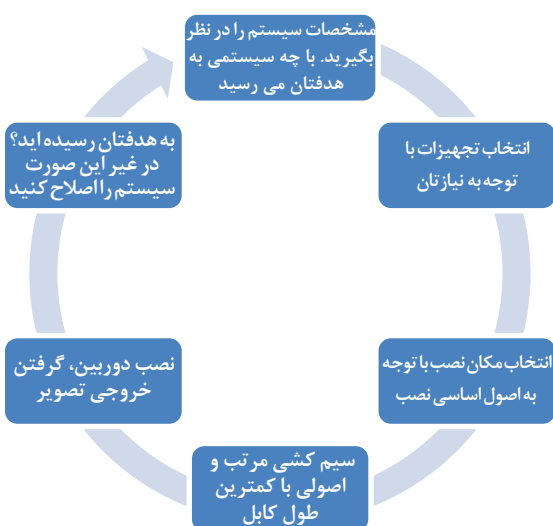 مشخصات سیستم را در نظر
بگیرید. با چه سیستمی به
هدفتان می رسید
انتخاب تجهیزات با
توجه به نیازتان
انتخاب مکان نصب با توجه
به اصول اساسی نصب
سیم کشی مرتب و
اصولی با کمترین
طول کابل
نصب دوربین، گرفتن
خروجی تصویر
به هدفتان رسیده اید؟
در غیر این صورت
سیستم را اصلاح کنید